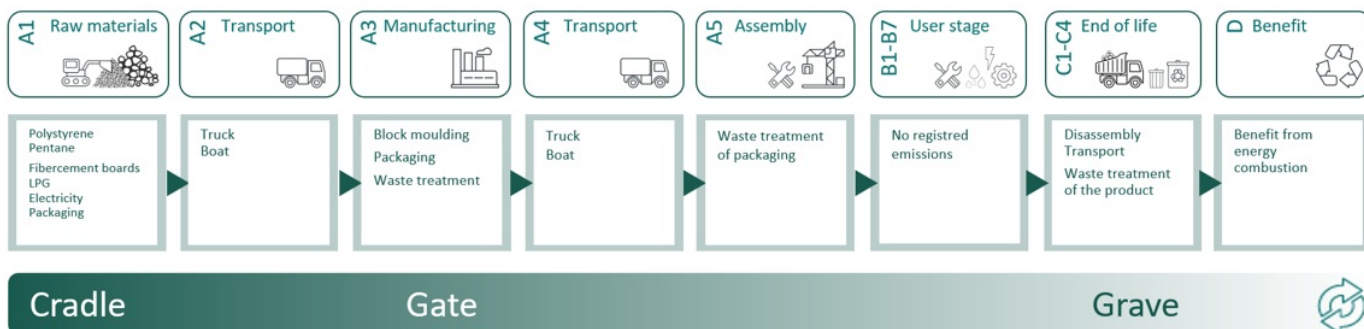 A1 Raw materials
A2 Transport
A3 Manufacturing
A4 Transport
A5 Assembly
B1-B7 User stage
C1-C4 End of life
D Benefit
Polystyrene
Pentane
Fibercement boards
LPG
Electricity
Packaging
Truck
Boat
Block moulding
Packaging
Waste treatment
Truck
Boat
Waste treatment
of packaging
No registred
emissions
Disassembly
Transport
Waste treatment
of the product
Benefit from
energy
combustion
Cradle
Gate
Grave